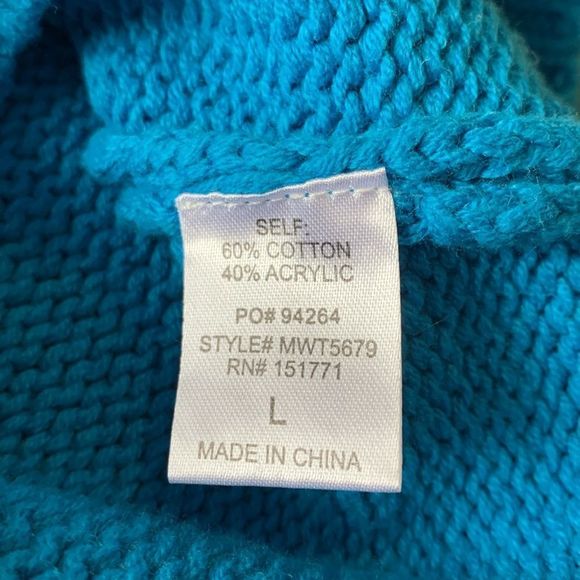 SELF:
60% COTTON
40% ACRYLIC
PO# 94264
STYLE# MWT5679
RN# 151771
L
MADE IN CHINA